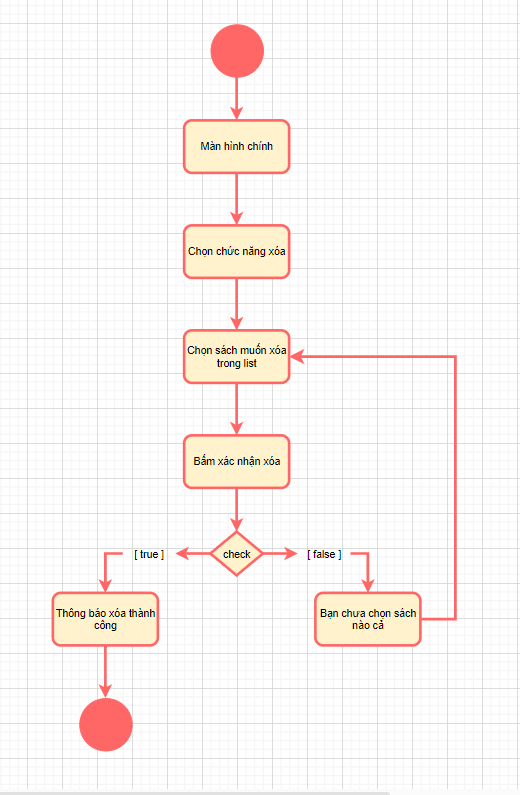 Màn hình chính
Chọn chức năng xóa
Chọn sách muốn xóa
trong list
Bấm xác nhận xóa
[ true ]
check
[ false ]
Thông báo xóa thành
công
Bạn chưa chọn sách
nào cả